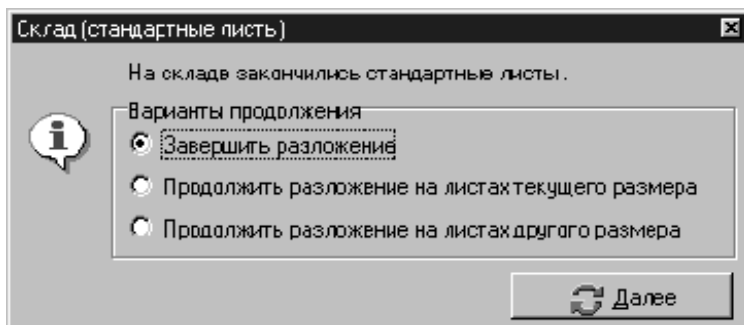 Склад (стандартные листь)
На складе закончились стандартные листы.
Варианты продолжения
Завершить разложение
Продолжить разложение на листах текущего размера
Продолжить разложение на листах другого размера
Далее